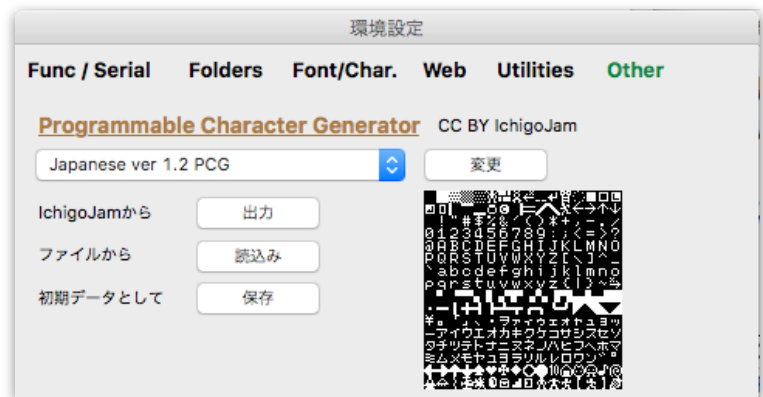 環境設定
Func / Serial Folders Font/Char. Web Utilities Other
Programmable Character Generator CC BY IchigoJam
Japanese ver 1.2 PCG 変更
IchigoJamから 出力
ファイルから 読込み
初期データとして 保存
!"#$%&'()*+,-./
0123456789:;<=>?
@ABCDEFGHIJKLMNO
PQRSTUVWXYZ[\]^_
`abcdefghijklmno
pqrstuvwxyz{|}~
ーアイウエオカキクケコサシスセソ
タチツテトナニヌネノハヒフヘホマ
ミムメモヤユヨラリルレロワン゛゜